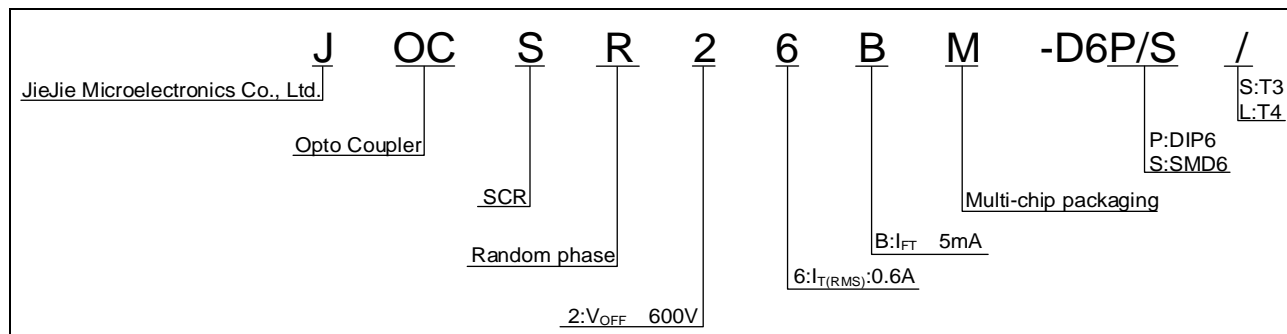 J OC S R 2 6 B M -D6P/S /
JieJie Microelectronics Co., Ltd.
S:T3
L:T4
Opto Coupler
P:DIP6
S:SMD6
SCR
Multi-chip packaging
Random phase
B:IFT 5mA
6:IT(RMS):0.6A
2:VOFF 600V